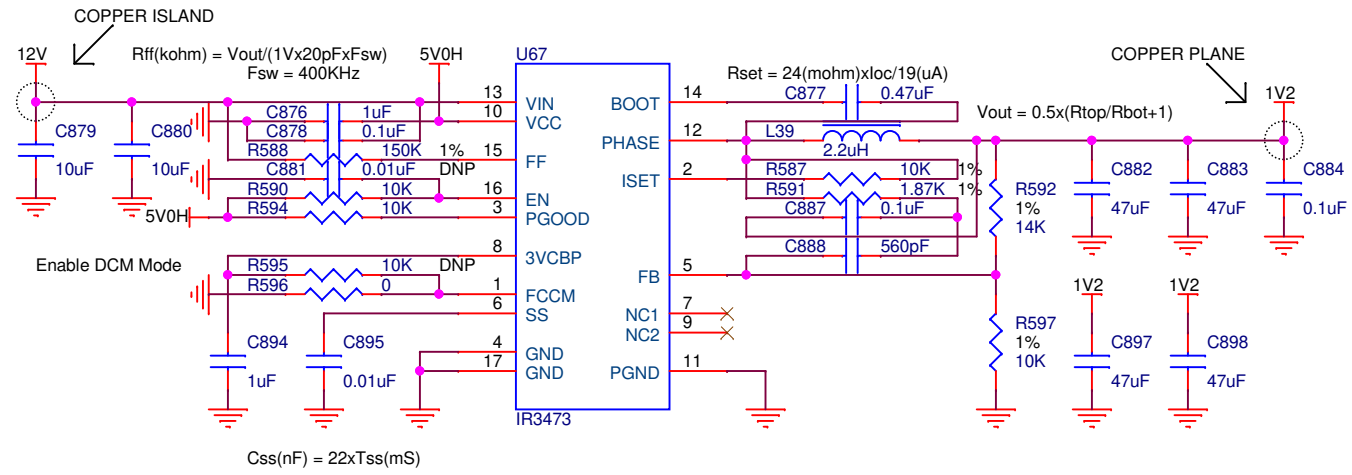 COPPER ISLAND
12V
Rff(kohm) = Vout/(1Vx20pFxFsw)
Fsw = 400KHz
5V0H
U67
Rset = 24(mohm)xIoc/19(uA)
COPPER PLANE
1V2
Vout = 0.5x(Rtop/Rbot+1)
C879
10uF
C880
10uF
C876
1uF
C878
0.1uF
R588
150K
1%
C881
0.01uF
DNP
R590
10K
5V0H
R594
10K
13
VIN
10
VCC
15
FF
16
EN
3
PGOOD
8
3VCBP
1
FCCM
6
SS
4
GND
17
GND
BOOT
14
PHASE
12
ISET
2
FB
5
NC1
7
NC2
9
PGND
11
IR3473
C877
0.47uF
L39
2.2uH
R587
10K
1%
R591
1.87K
1%
C887
0.1uF
C888
560pF
R592
1%
14K
C882
47uF
C883
47uF
C884
0.1uF
Enable DCM Mode
R595
10K
DNP
R596
0
C894
1uF
C895
0.01uF
R597
1%
10K
1V2
C897
47uF
1V2
C898
47uF
Css(nF) = 22xTss(mS)